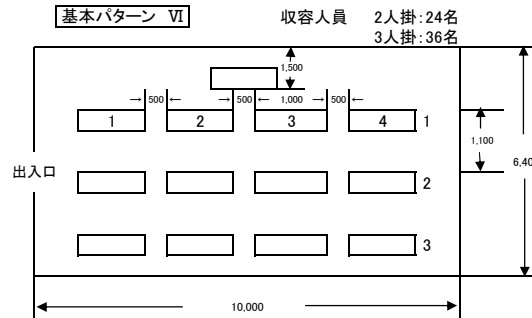 基本パターン Ⅵ
収容人員 2人掛:24名
3人掛:36名
1,500
→ 500 ←
→ 500 ←
1,000
→ 500 ←
1 2 3 4 1
1,100
出入口
6,40
2
3
10,000